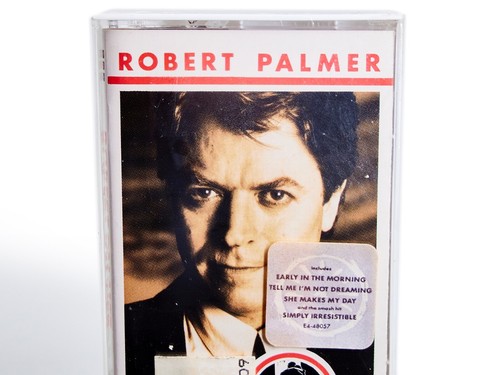 ROBERT PALMER
Includes
EARLY IN THE MORNING
TELL ME I'M NOT DREAMING
SHE MAKES MY DAY
and the smash hit
SIMPLY IRRESISTIBLE
E4-48057